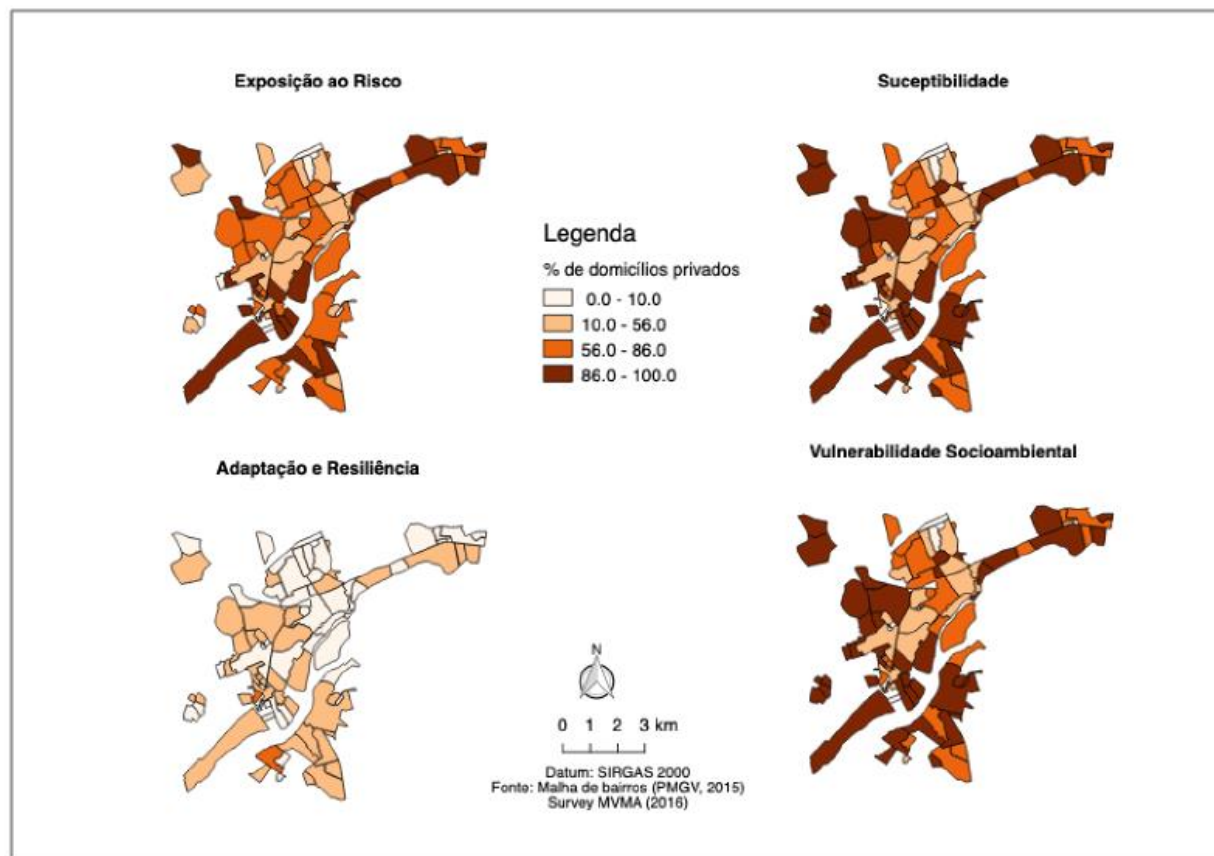 Exposição ao Risco
Suceptibilidade
Legenda
% de domicílios privados
0.0 - 10.0
10.0 - 56.0
56.0 - 86.0
86.0 - 100.0
Adaptação e Resiliência
Vulnerabilidade Socioambiental
N
0 1 2 3 km
Datum: SIRGAS 2000
Fonte: Malha de bairros (PMGV, 2015)
Survey MVMA (2016)